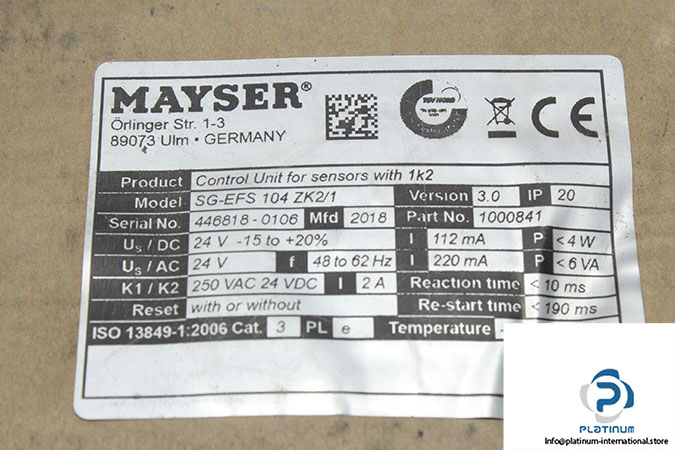 MAYSER®
Örlinger Str. 1-3
89073 Ulm • GERMANY
TÜV NORD
CE
Product Control Unit for sensors with 1k2
Model SG-EFS 104 ZK2/1 Version 3.0 IP 20
Serial No. 446818 - 0106 Mfd 2018 Part No. 1000841
US / DC 24 V -15 to +20% I 112 mA P < 4 W
US / AC 24 V f 48 to 62 Hz I 220 mA P < 6 VA
K1 / K2 250 VAC 24 VDC I 2 A Reaction time < 10 ms
Reset with or without Re-start time < 190 ms
ISO 13849-1:2006 Cat. 3 PL e Temperature
PLATINUM
Info@platinum-international.store